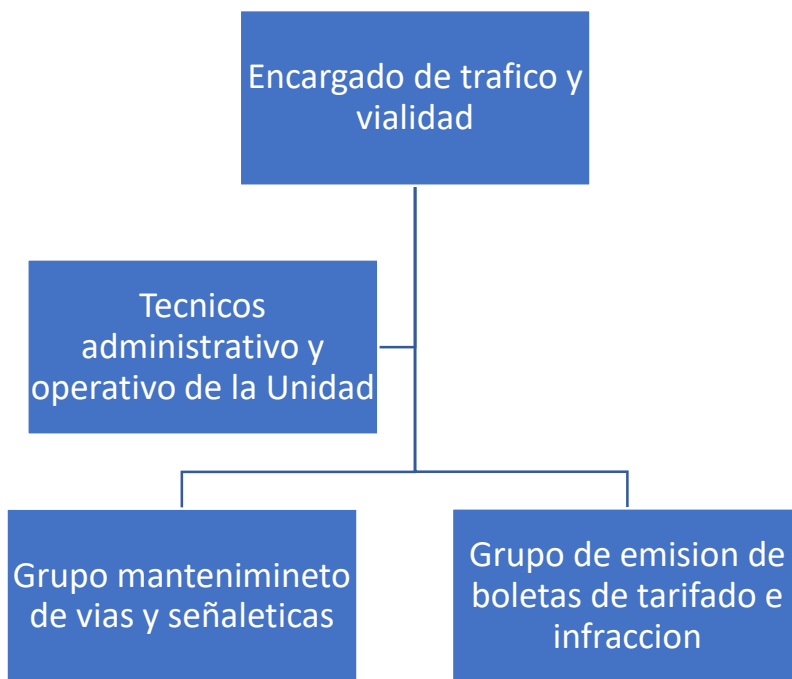 Encargado de trafico y
vialidad
Tecnicos
administrativo y
operativo de la Unidad
Grupo mantenimineto
de vias y señaleticas
Grupo de emision de
boletas de tarifado e
infraccion